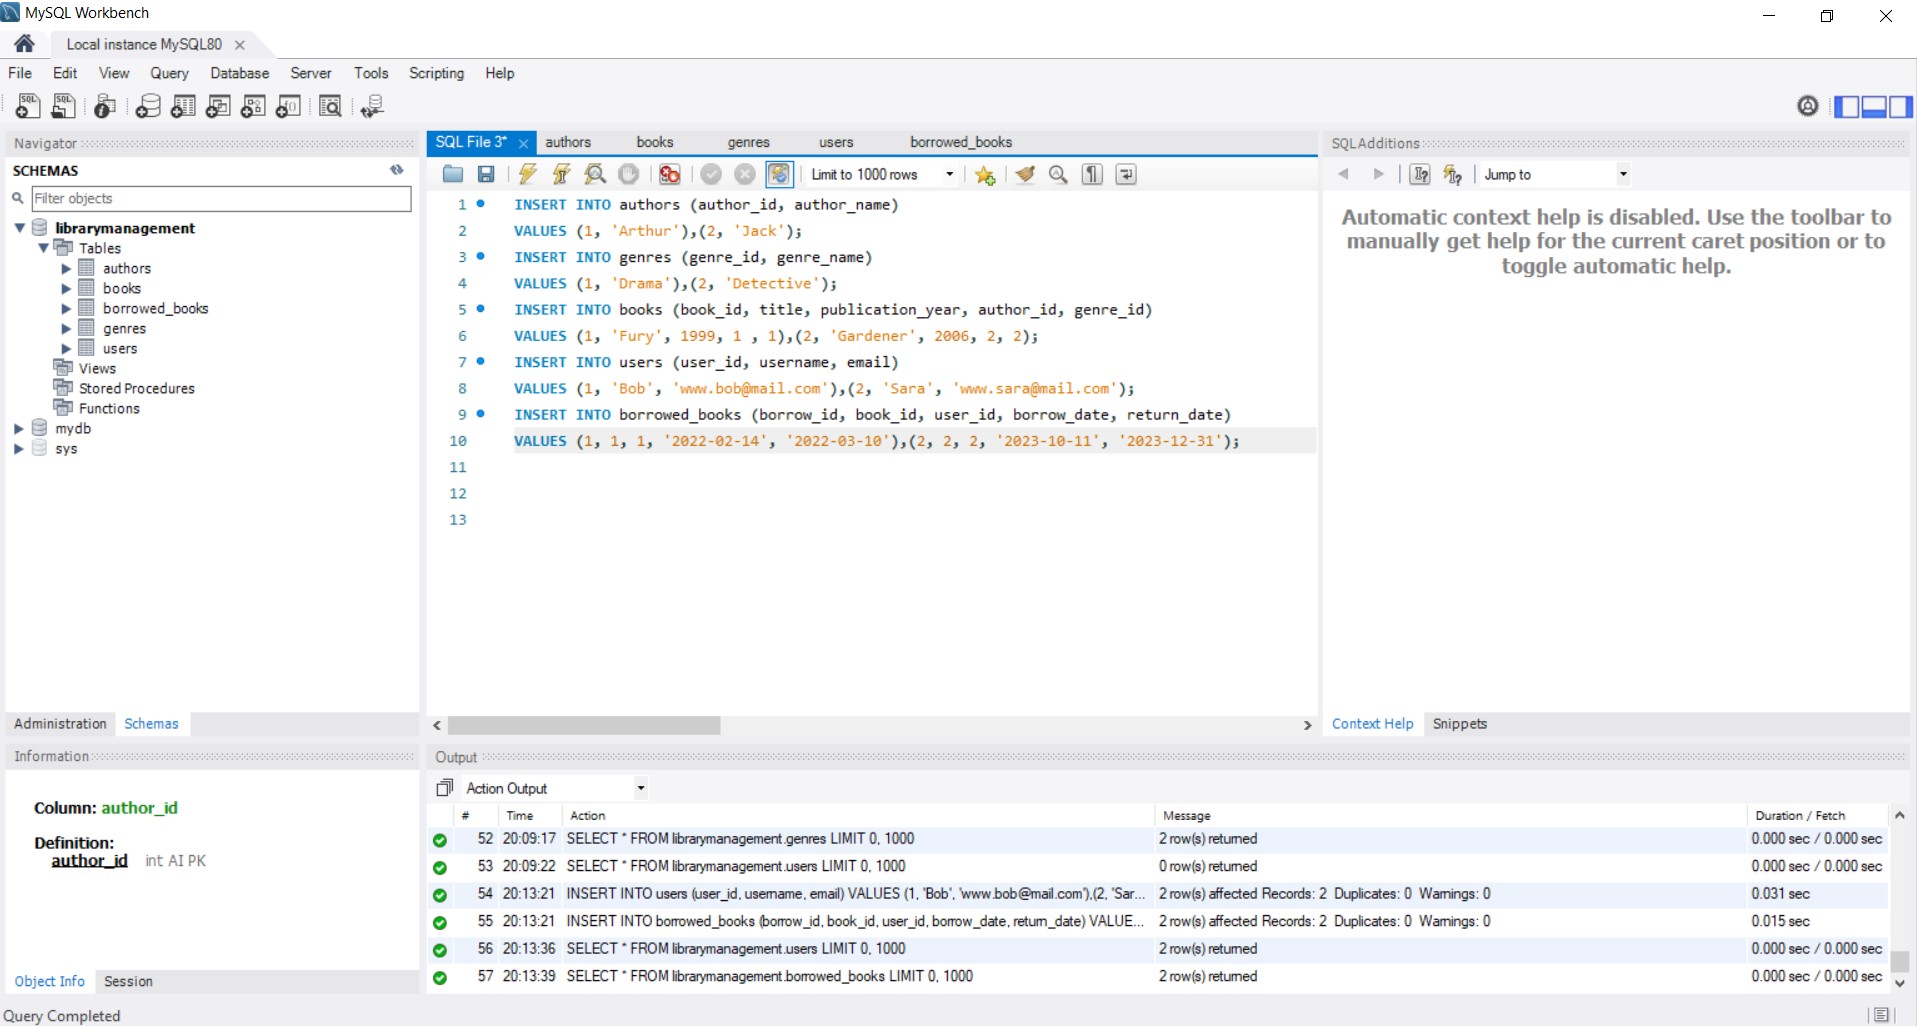 MySQL Workbench
Local instance MySQL80
File Edit View Query Database Server Tools Scripting Help
Navigator
SCHEMAS
Filter objects
librarymanagement
Tables
authors
books
borrowed_books
genres
users
Views
Stored Procedures
Functions
mydb
sys
Administration Schemas
Information
Column: author_id
Definition:
author_id int AI PK
Object Info Session
SQL File 3* authors books genres users borrowed_books
Limit to 1000 rows
1 INSERT INTO authors (author_id, author_name)
2 VALUES (1, 'Arthur'),(2, 'Jack');
3 INSERT INTO genres (genre_id, genre_name)
4 VALUES (1, 'Drama'),(2, 'Detective');
5 INSERT INTO books (book_id, title, publication_year, author_id, genre_id)
6 VALUES (1, 'Fury', 1999, 1 , 1),(2, 'Gardener', 2006, 2, 2);
7 INSERT INTO users (user_id, username, email)
8 VALUES (1, 'Bob', 'www.bob@mail.com'),(2, 'Sara', 'www.sara@mail.com');
9 INSERT INTO borrowed_books (borrow_id, book_id, user_id, borrow_date, return_date)
10 VALUES (1, 1, 1, '2022-02-14', '2022-03-10'),(2, 2, 2, '2023-10-11', '2023-12-31');
11
12
13
SQLAdditions
Jump to
Automatic context help is disabled. Use the toolbar to
manually get help for the current caret position or to
toggle automatic help.
Context Help Snippets
Output
Action Output
# Time Action Message Duration / Fetch
52 20:09:17 SELECT * FROM librarymanagement.genres LIMIT 0, 1000 2 row(s) returned 0.000 sec / 0.000 sec
53 20:09:22 SELECT * FROM librarymanagement.users LIMIT 0, 1000 0 row(s) returned 0.000 sec / 0.000 sec
54 20:13:21 INSERT INTO users (user_id, username, email) VALUES (1, 'Bob', 'www.bob@mail.com'),(2, 'Sar... 2 row(s) affected Records: 2 Duplicates: 0 Warnings: 0 0.031 sec
55 20:13:21 INSERT INTO borrowed_books (borrow_id, book_id, user_id, borrow_date, return_date) VALUE... 2 row(s) affected Records: 2 Duplicates: 0 Warnings: 0 0.015 sec
56 20:13:36 SELECT * FROM librarymanagement.users LIMIT 0, 1000 2 row(s) returned 0.000 sec / 0.000 sec
57 20:13:39 SELECT * FROM librarymanagement.borrowed_books LIMIT 0, 1000 2 row(s) returned 0.000 sec / 0.000 sec
Query Completed